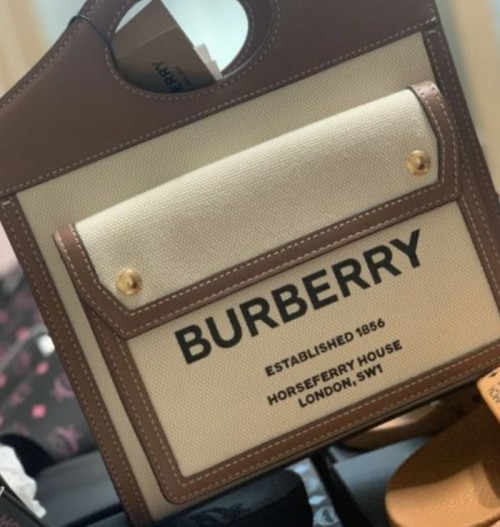 BURBERRY
ESTABLISHED 1856
HORSEFERRY HOUSE
LONDON, SW1